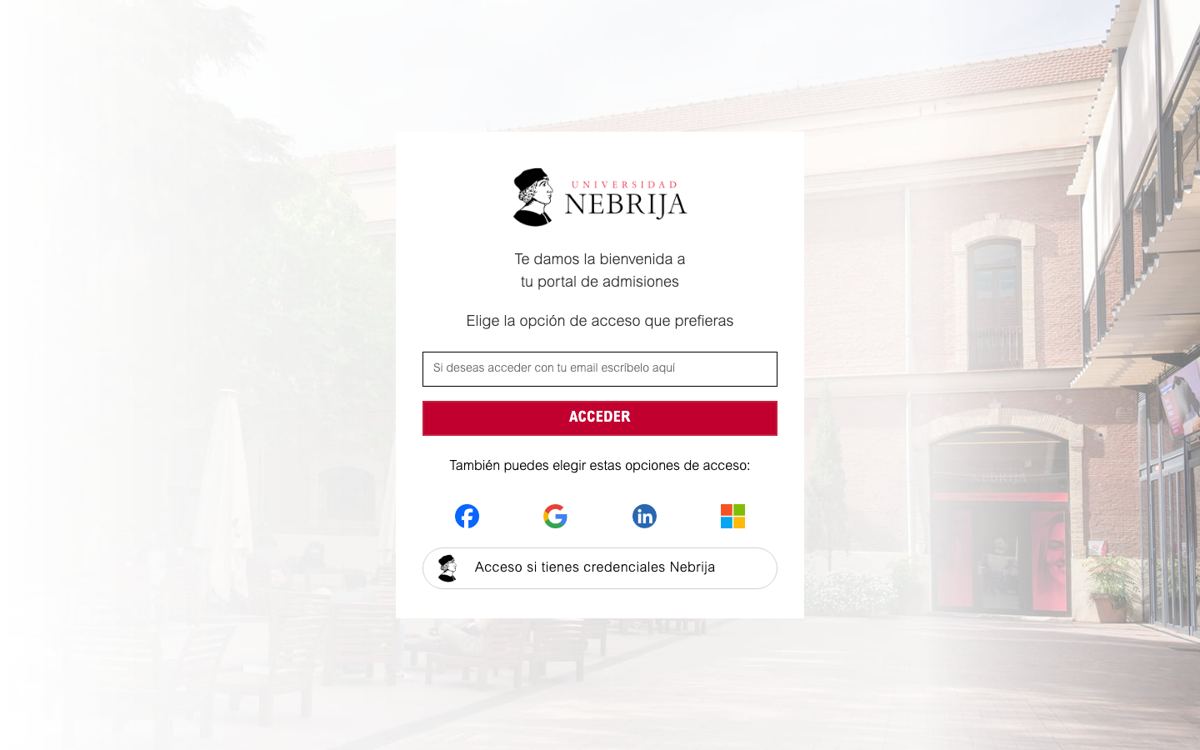 UNIVERSIDAD
NEBRIJA
Te damos la bienvenida a
tu portal de admisiones
Elige la opción de acceso que prefieras
Si deseas acceder con tu email escríbelo aquí
ACCEDER
También puedes elegir estas opciones de acceso:
Acceso si tienes credenciales Nebrija
NEBRIJA